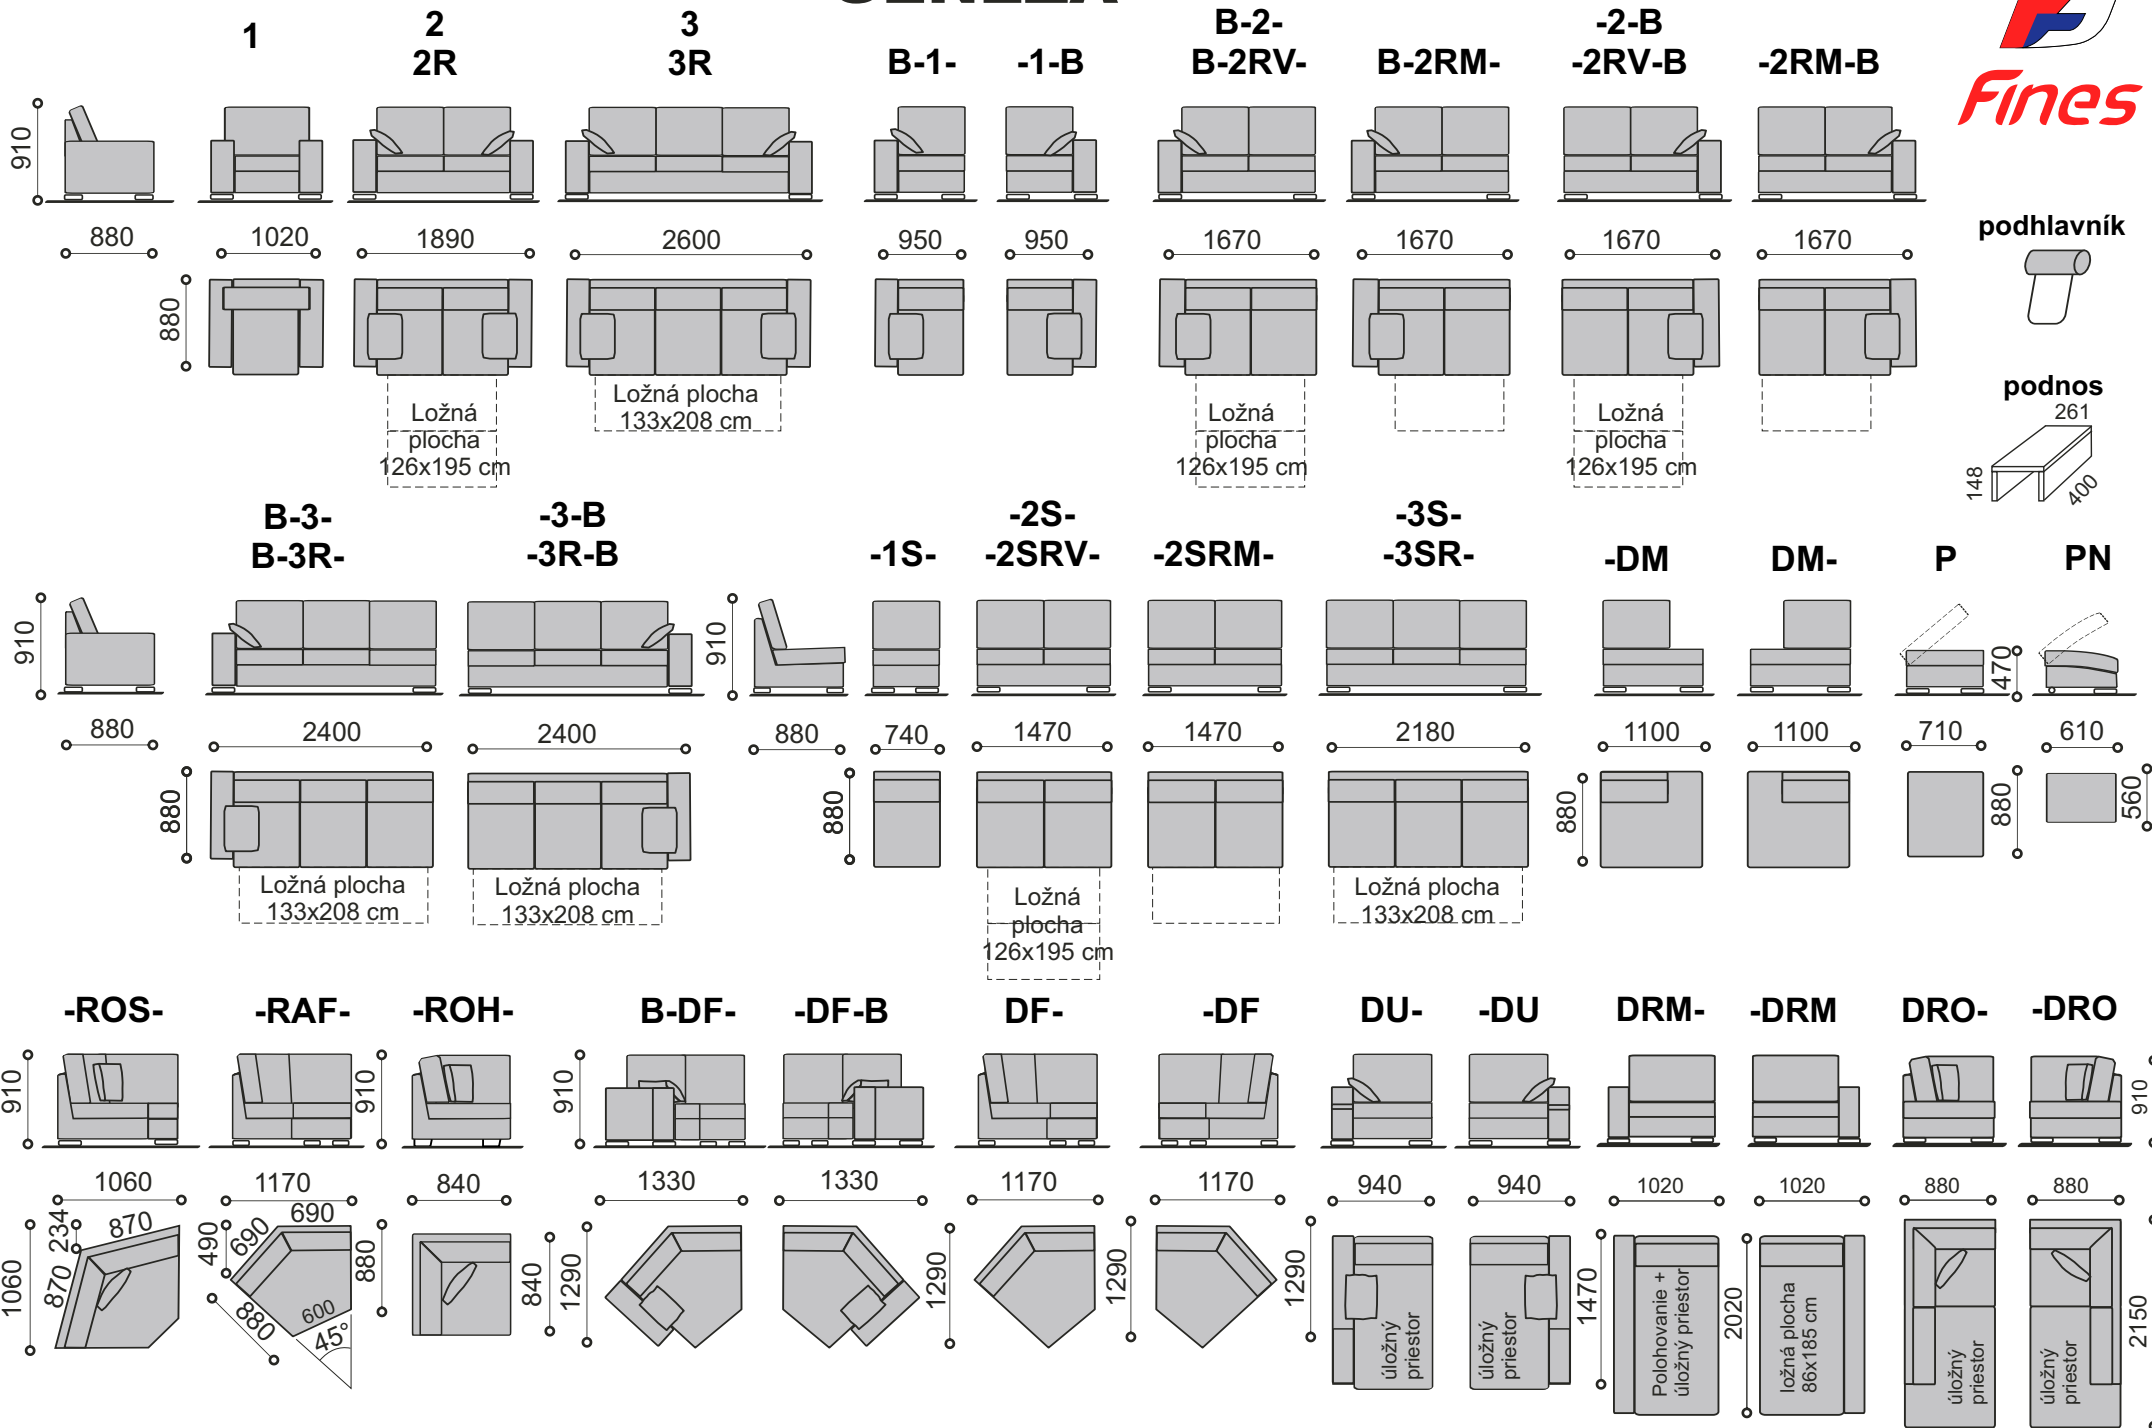 1
2
2R
3
3R
B-1-
-1-B
B-2-
B-2RV-
B-2RM-
-2-B
-2RV-B
-2RM-B
Fines
910
880
1020
1890
2600
950
950
1670
1670
1670
1670
podhlavník
880
Ložná
plocha
126x195 cm
Ložná plocha
133x208 cm
Ložná
plocha
126x195 cm
Ložná
plocha
126x195 cm
podnos
261
148
400
B-3-
B-3R-
-3-B
-3R-B
-1S-
-2S-
-2SRV-
-2SRM-
-3S-
-3SR-
-DM
DM-
P
PN
910
910
470
880
2400
2400
880
740
1470
1470
2180
1100
1100
710
610
880
880
880
880
560
Ložná plocha
133x208 cm
Ložná plocha
133x208 cm
Ložná
plocha
126x195 cm
Ložná plocha
133x208 cm
-ROS-
-RAF-
-ROH-
B-DF-
-DF-B
DF-
-DF
DU-
-DU
DRM-
-DRM
DRO-
-DRO
910
910
910
910
1060
1170
840
1330
1330
1170
1170
940
940
1020
1020
880
880
1060
234
870
870
490
690
690
880
880
600
45°
840
1290
1290
1290
1290
úložný
priestor
úložný
priestor
1470
Polohovanie +
úložný priestor
2020
ložná plocha
86x185 cm
úložný
priestor
úložný
priestor
2150